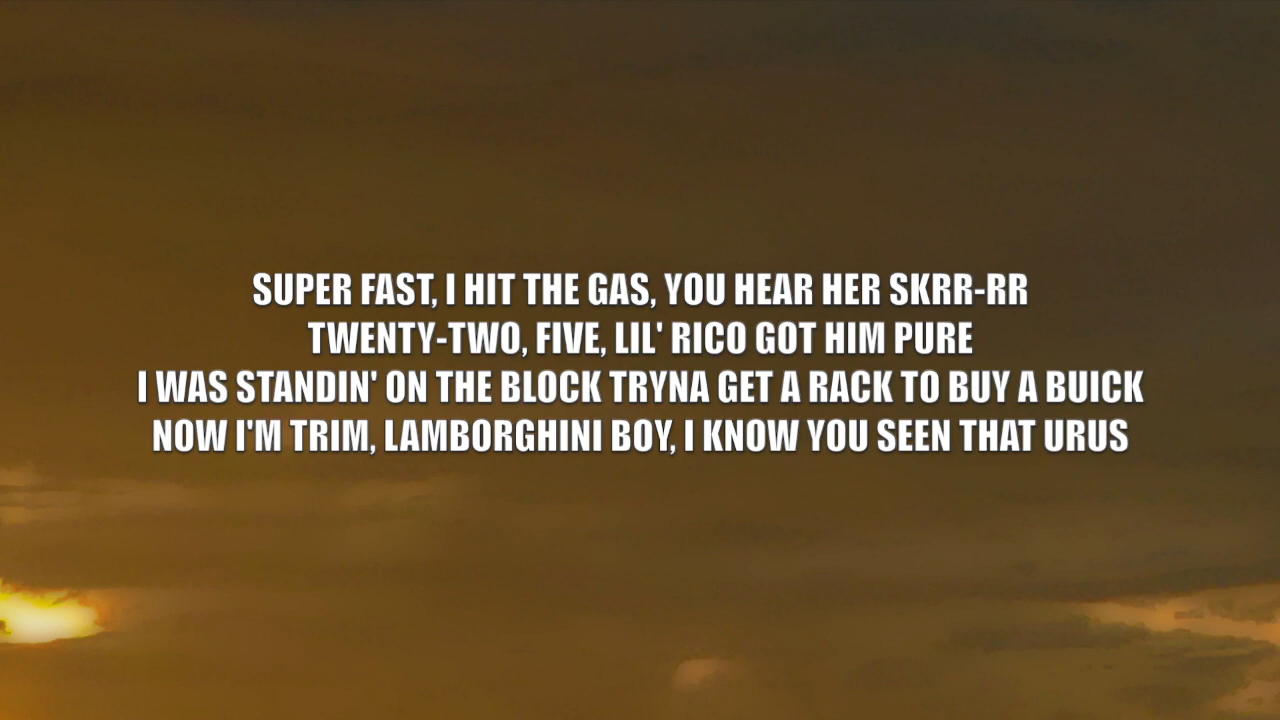 SUPER FAST, I HIT THE GAS, YOU HEAR HER SKRR-RR
TWENTY-TWO, FIVE, LIL' RICO GOT HIM PURE
I WAS STANDIN' ON THE BLOCK TRYNA GET A RACK TO BUY A BUICK
NOW I'M TRIM, LAMBORGHINI BOY, I KNOW YOU SEEN THAT URUS